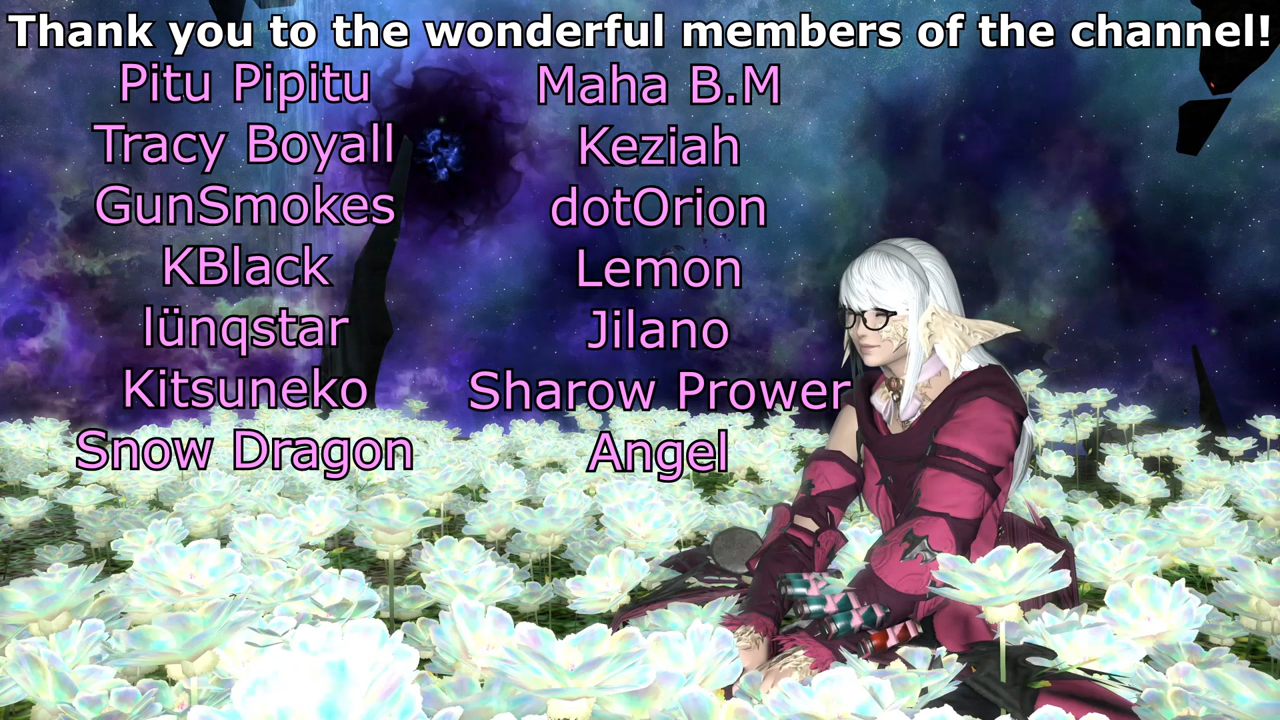 Thank you to the wonderful members of the channel!
Pitu Pipitu
Tracy Boyall
GunSmokes
KBlack
lünqstar
Kitsuneko
Snow Dragon
Maha B.M
Keziah
dotOrion
Lemon
Jilano
Sharow Prower
Angel